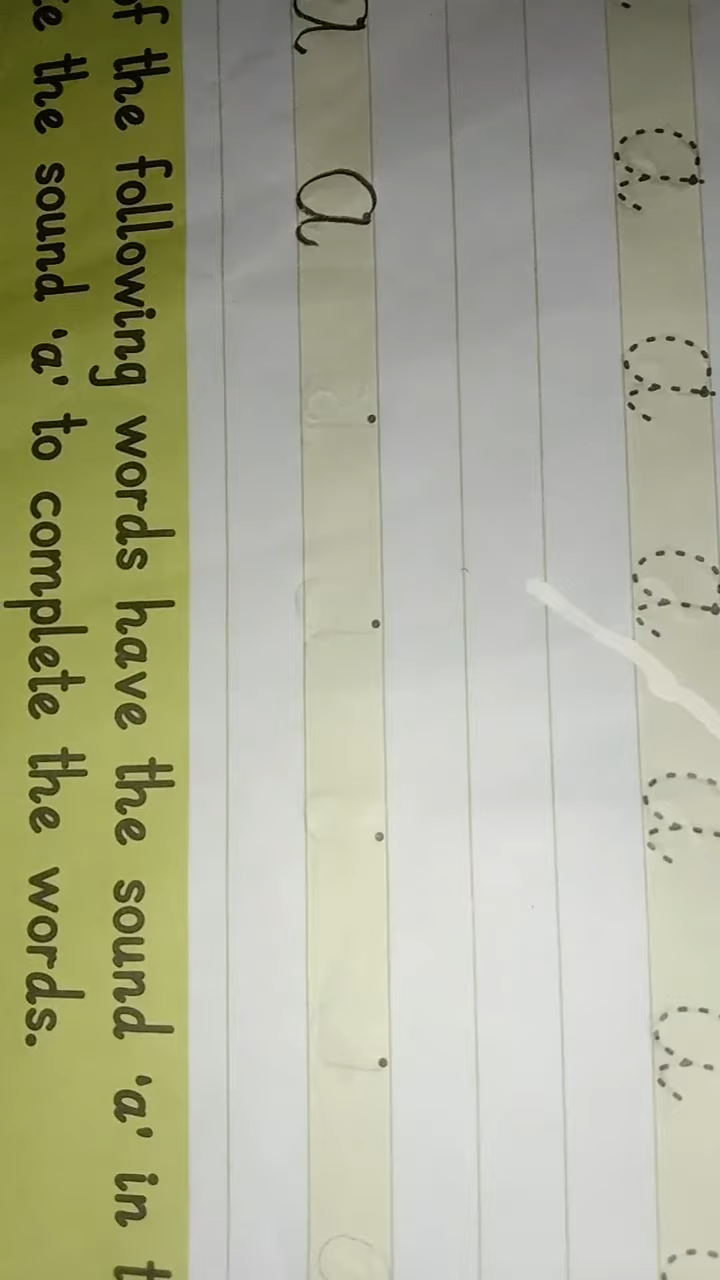 a a a a a
a
of the following words have the sound 'a' in
the sound 'a' to complete the words.